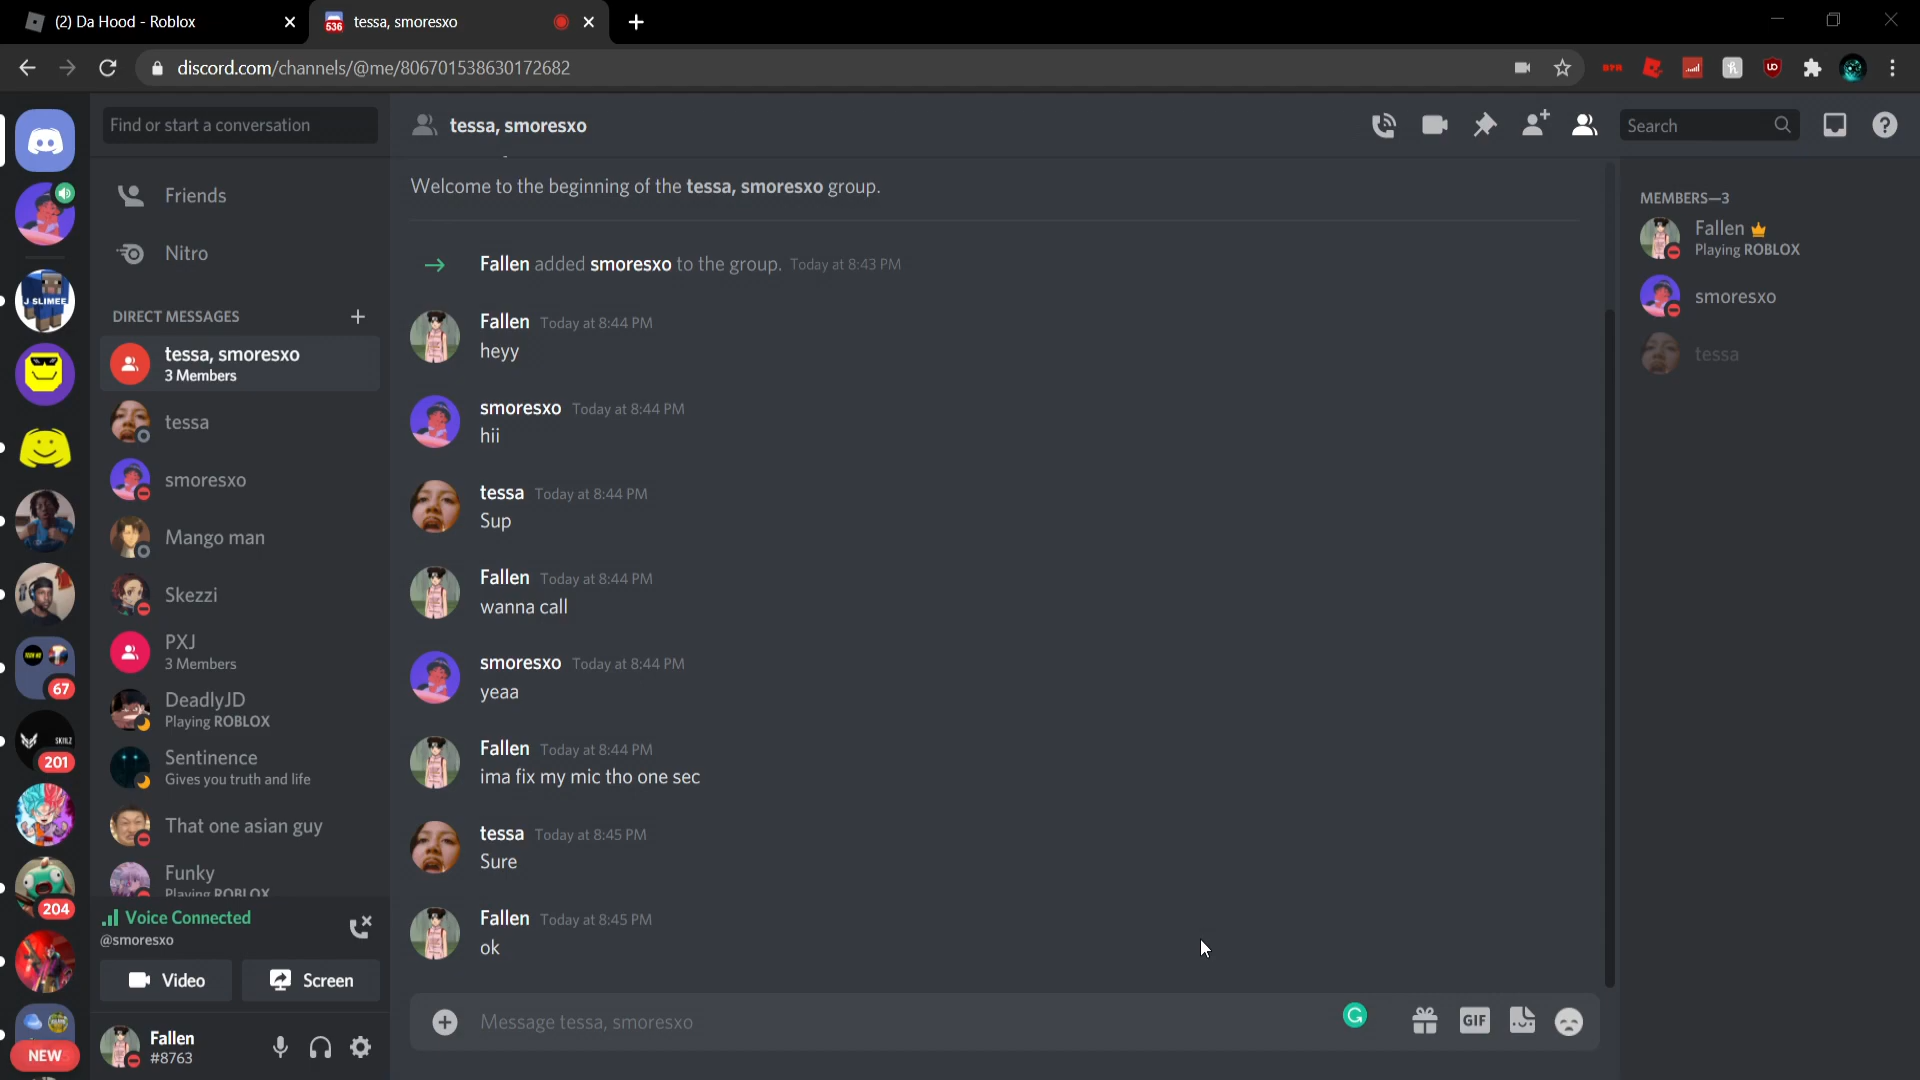 (2) Da Hood - Roblox
536
tessa, smoresxo
discord.com/channels/@me/806701538630172682
BPR
UD
Find or start a conversation
tessa, smoresxo
Search
Friends
Nitro
DIRECT MESSAGES
tessa, smoresxo
3 Members
tessa
smoresxo
Mango man
Skezzi
PXJ
3 Members
DeadlyJD
Playing ROBLOX
Sentinence
Gives you truth and life
That one asian guy
Funky
Playing ROBLOX
Voice Connected
@smoresxo
Video
Screen
Fallen
#8763
J SLIMEE
67
SKIILZ
201
204
NEW
Welcome to the beginning of the tessa, smoresxo group.
Fallen added smoresxo to the group. Today at 8:43 PM
Fallen Today at 8:44 PM
heyy
smoresxo Today at 8:44 PM
hii
tessa Today at 8:44 PM
Sup
Fallen Today at 8:44 PM
wanna call
smoresxo Today at 8:44 PM
yeaa
Fallen Today at 8:44 PM
ima fix my mic tho one sec
tessa Today at 8:45 PM
Sure
Fallen Today at 8:45 PM
ok
Message tessa, smoresxo
GIF
MEMBERS—3
Fallen
Playing ROBLOX
smoresxo
tessa